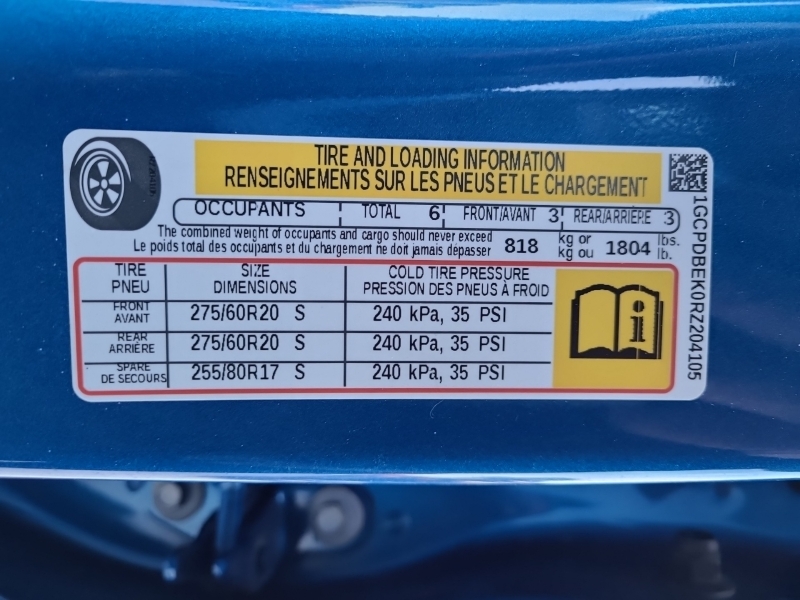 TIRE AND LOADING INFORMATION
RENSEIGNEMENTS SUR LES PNEUS ET LE CHARGEMENT
OCCUPANTS TOTAL 6 FRONT/AVANT 3 REAR/ARRIÈRE 3
The combined weight of occupants and cargo should never exceed 818 kg or 1804 lbs.
Le poids total des occupants et du chargement ne doit jamais dépasser kg ou lb.
TIRE SIZE COLD TIRE PRESSURE
PNEU DIMENSIONS PRESSION DES PNEUS À FROID
FRONT
AVANT 275/60R20 S 240 kPa, 35 PSI
REAR
ARRIÈRE 275/60R20 S 240 kPa, 35 PSI
SPARE
DE SECOURS 255/80R17 S 240 kPa, 35 PSI
1GCPDBEK0RZ204105